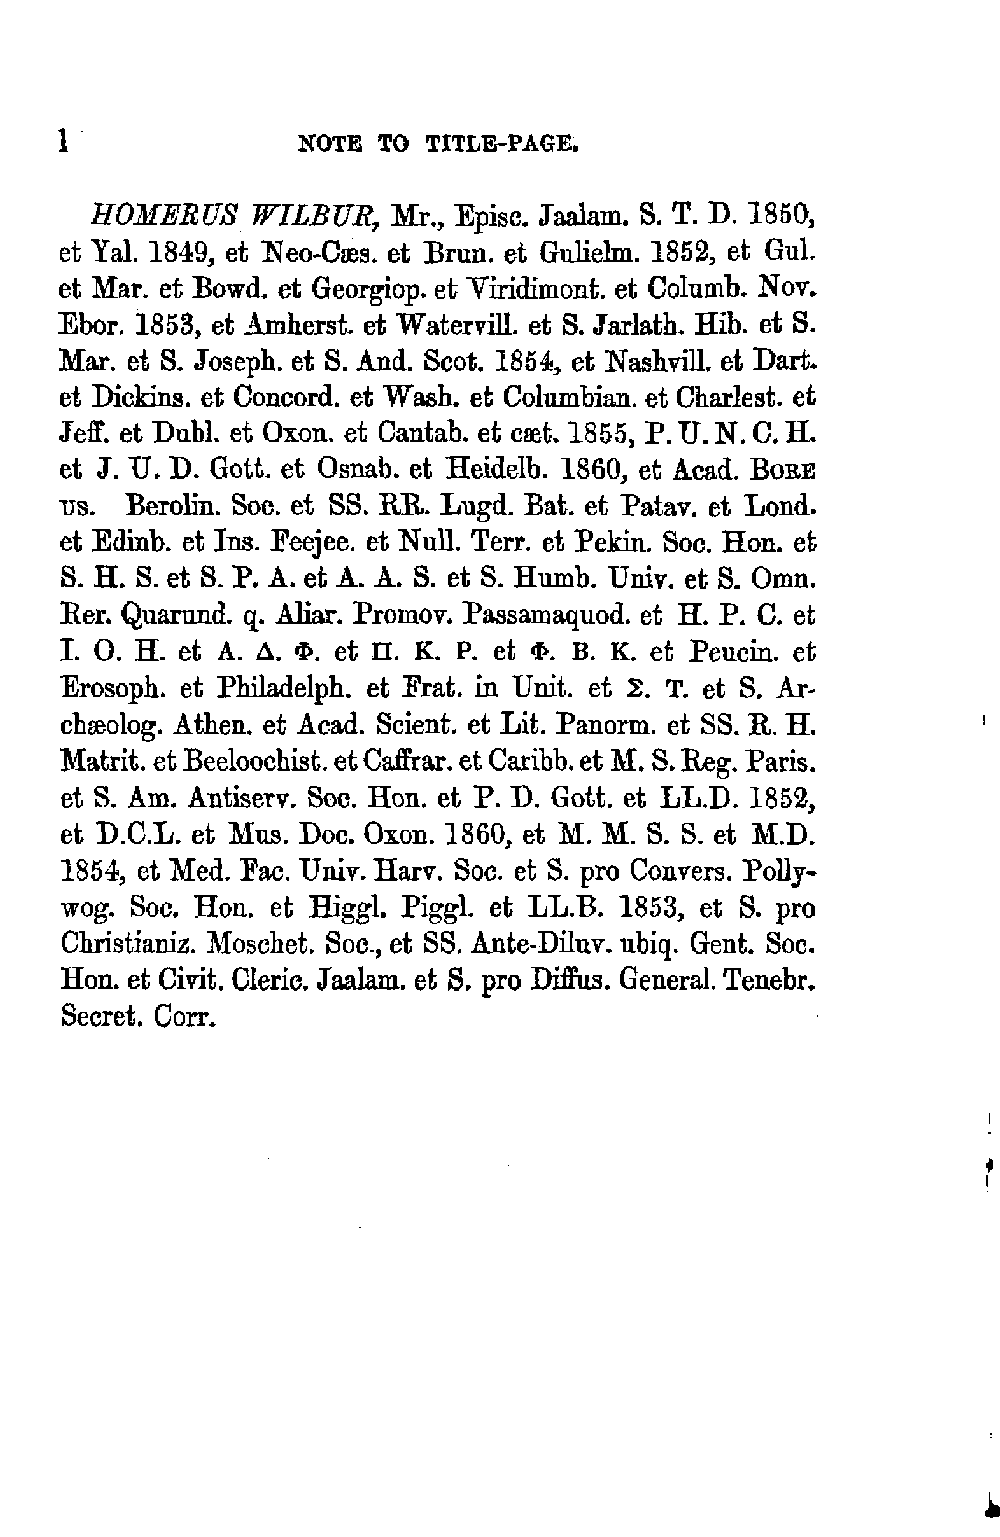 1 NOTE TO TITLE-PAGE.
HOMERUS WILBUR, Mr., Episc. Jaalam. S. T. D. 1850,
et Yal. 1849, et Neo-Cæs. et Brun. et Gulielm. 1852, et Gul.
et Mar. et Bowd. et Georgiop. et Viridimont. et Columb. Nov.
Ebor. 1853, et Amherst. et Watervill. et S. Jarlath. Hib. et S.
Mar. et S. Joseph. et S. And. Scot. 1854, et Nashvill. et Dart.
et Dickins. et Concord. et Wash. et Columbian. et Charlest. et
Jeff. et Dubl. et Oxon. et Cantab. et cæt. 1855, P. U. N. C. H.
et J. U. D. Gott. et Osnab. et Heidelb. 1860, et Acad. BORE
US. Berolin. Soc. et SS. RR. Lugd. Bat. et Patav. et Lond.
et Edinb. et Ins. Feejee. et Null. Terr. et Pekin. Soc. Hon. et
S. H. S. et S. P. A. et A. A. S. et S. Humb. Univ. et S. Omn.
Rer. Quarund. q. Aliar. Promov. Passamaquod. et H. P. C. et
I. O. H. et Α. Δ. Φ. et Π. Κ. Ρ. et Φ. Β. Κ. et Peucin. et
Erosoph. et Philadelph. et Frat. in Unit. et Σ. Τ. et S. Ar-
chæolog. Athen. et Acad. Scient. et Lit. Panorm. et SS. R. H.
Matrit. et Beeloochist. et Caffrar. et Caribb. et M. S. Reg. Paris.
et S. Am. Antiserv. Soc. Hon. et P. D. Gott. et LL.D. 1852,
et D.C.L. et Mus. Doc. Oxon. 1860, et M. M. S. S. et M.D.
1854, et Med. Fac. Univ. Harv. Soc. et S. pro Convers. Polly-
wog. Soc. Hon. et Higgl. Piggl. et LL.B. 1853, et S. pro
Christianiz. Moschet. Soc., et SS. Ante-Diluv. ubiq. Gent. Soc.
Hon. et Civit. Cleric. Jaalam. et S. pro Diffus. General. Tenebr.
Secret. Corr.